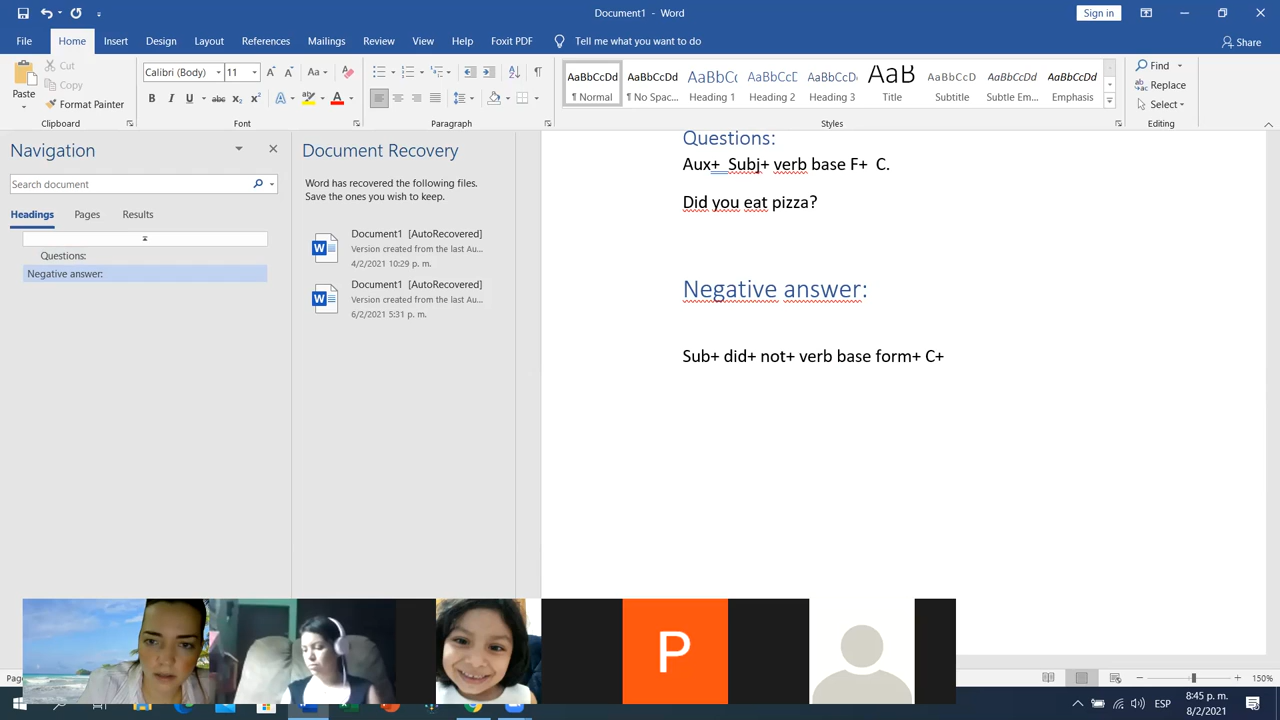 Document1 - Word
Sign in
File Home Insert Design Layout References Mailings Review View Help Foxit PDF Tell me what you want to do Share
Cut
Copy
Paste
Format Painter
Clipboard
Calibri (Body) 11
Aa
B I U abc X2 X2 A A
Font
Paragraph
AaBbCcDd AaBbCcDd AaBbC AaBbCcD AaBbCcD AaB AaBbCcD AaBbCcDd AaBbCcDd
¶ Normal ¶ No Spac... Heading 1 Heading 2 Heading 3 Title Subtitle Subtle Em... Emphasis
Styles
Find
Replace
Select
Editing
Navigation
Search document
Headings Pages Results
Questions:
Negative answer:
Document Recovery
Word has recovered the following files.
Save the ones you wish to keep.
Document1 [AutoRecovered]
Version created from the last Au...
4/2/2021 10:29 p. m.
Document1 [AutoRecovered]
Version created from the last Au...
6/2/2021 5:31 p. m.
Questions:
Aux+ Subj+ verb base F+ C.
Did you eat pizza?
Negative answer:
Sub+ did+ not+ verb base form+ C+
P
150%
ESP
8:45 p. m.
8/2/2021